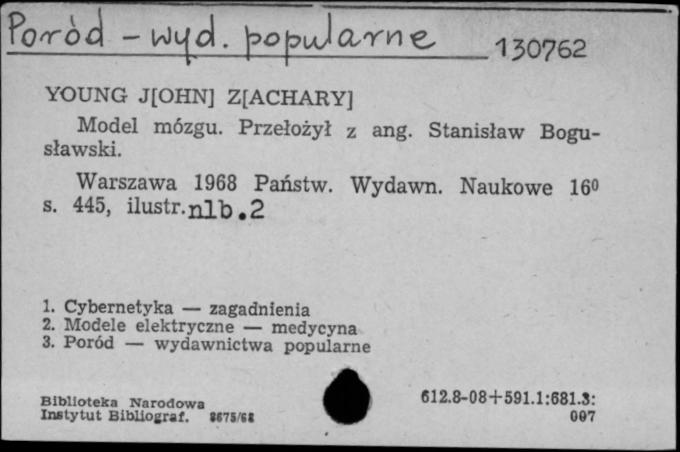 Poród - wyd. popularne
130762
YOUNG J[OHN] Z[ACHARY]
Model mózgu. Przełożył z ang. Stanisław Bogu-
sławski.
Warszawa 1968 Państw. Wydawn. Naukowe 16⁰
s. 445, ilustr. nlb. 2
1. Cybernetyka — zagadnienia
2. Modele elektryczne — medycyna
3. Poród — wydawnictwa popularne
Biblioteka Narodowa
Instytut Bibliograf. 8675/68
612.8-08+591.1:681.3:
007